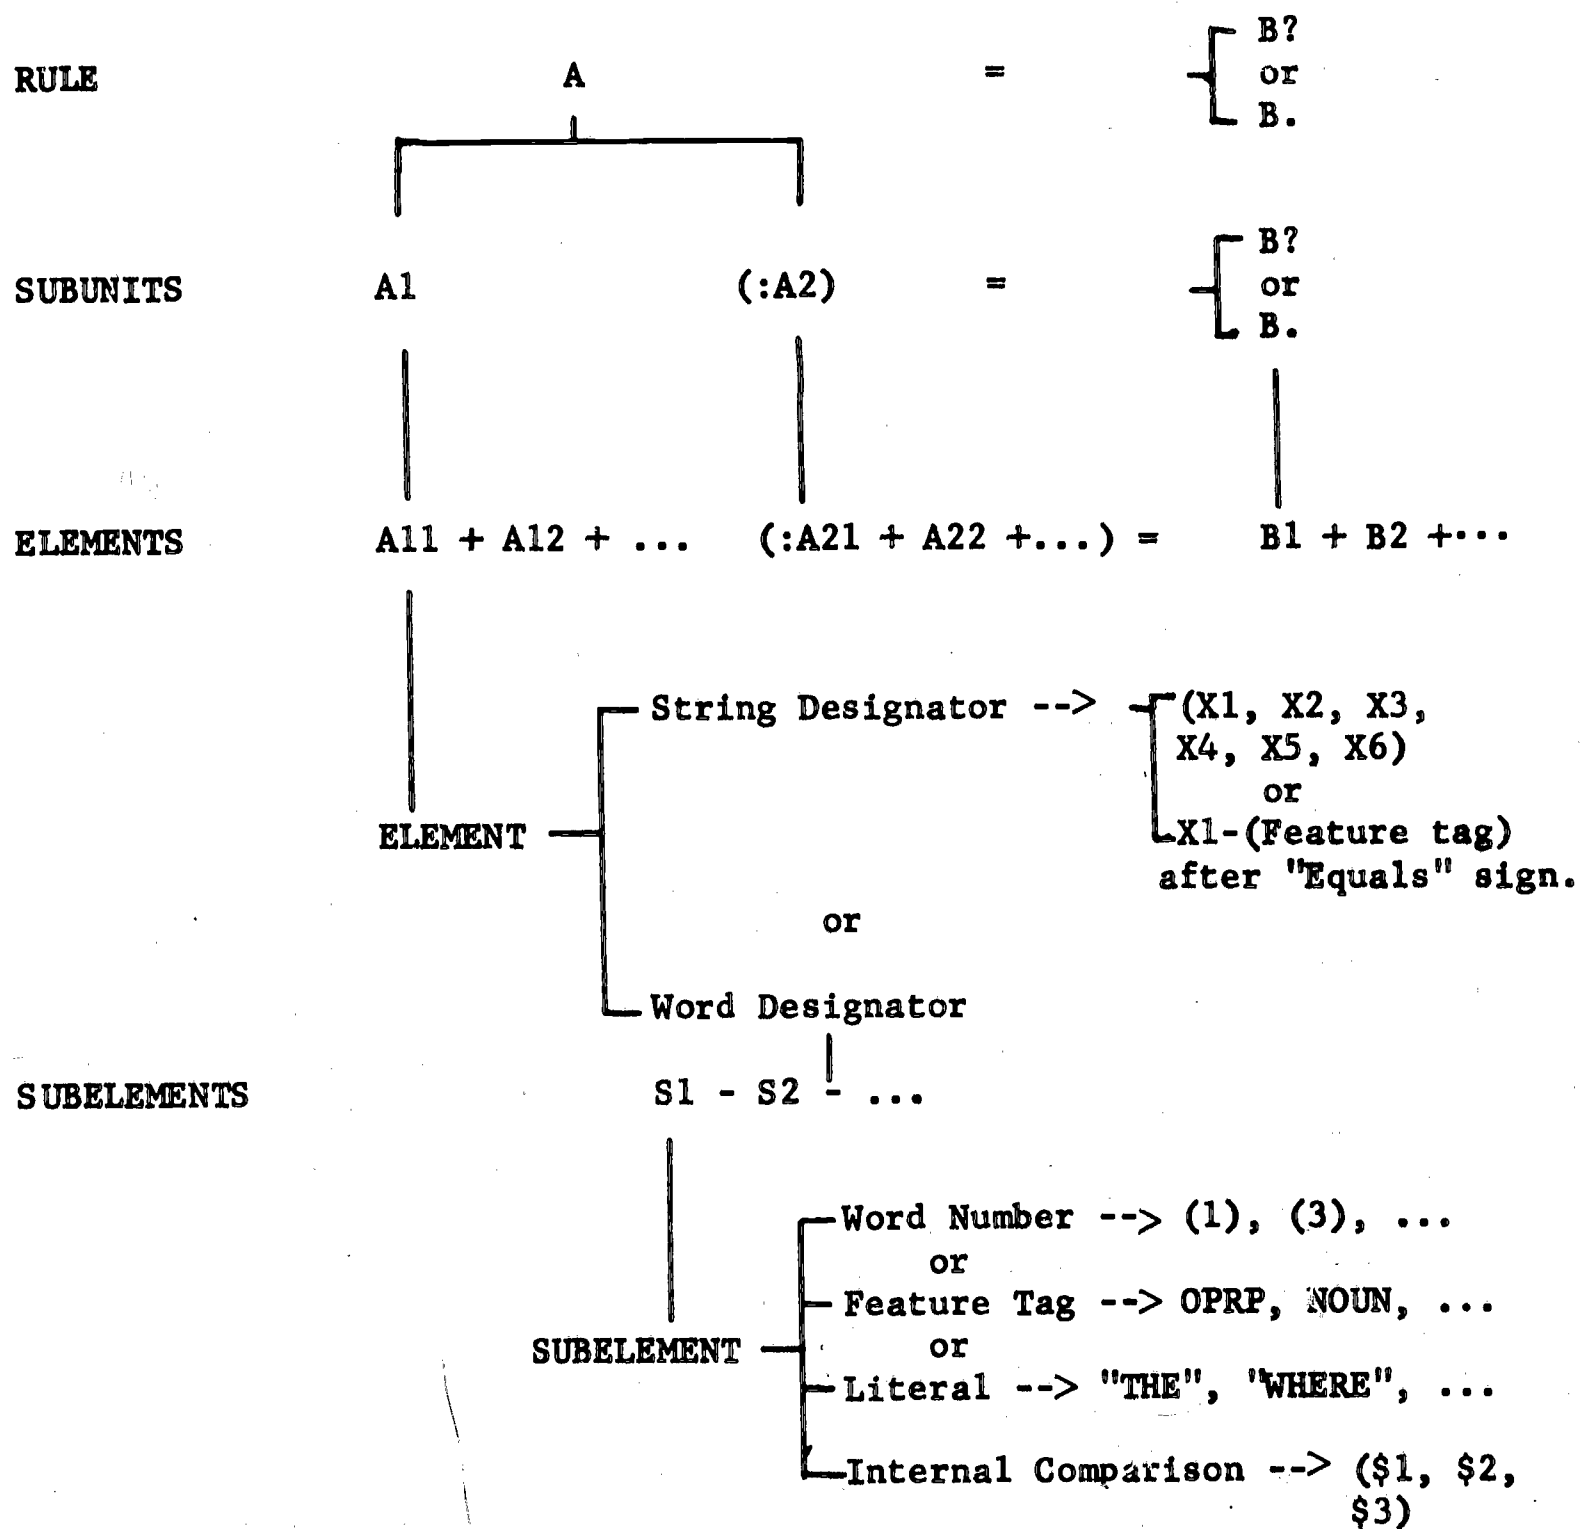 B?
RULE A = or
B.
B?
SUBUNITS A1 (:A2) = or
B.
ELEMENTS A11 + A12 + ... (:A21 + A22 +...) = B1 + B2 +...
String Designator --> (X1, X2, X3,
X4, X5, X6)
or
ELEMENT X1-(Feature tag)
after "Equals" sign.
or
Word Designator
SUBELEMENTS S1 - S2 - ...
Word Number --> (1), (3), ...
or
Feature Tag --> OPRP, NOUN, ...
SUBELEMENT or
Literal --> "THE", "WHERE", ...
Internal Comparison --> ($1, $2,
$3)